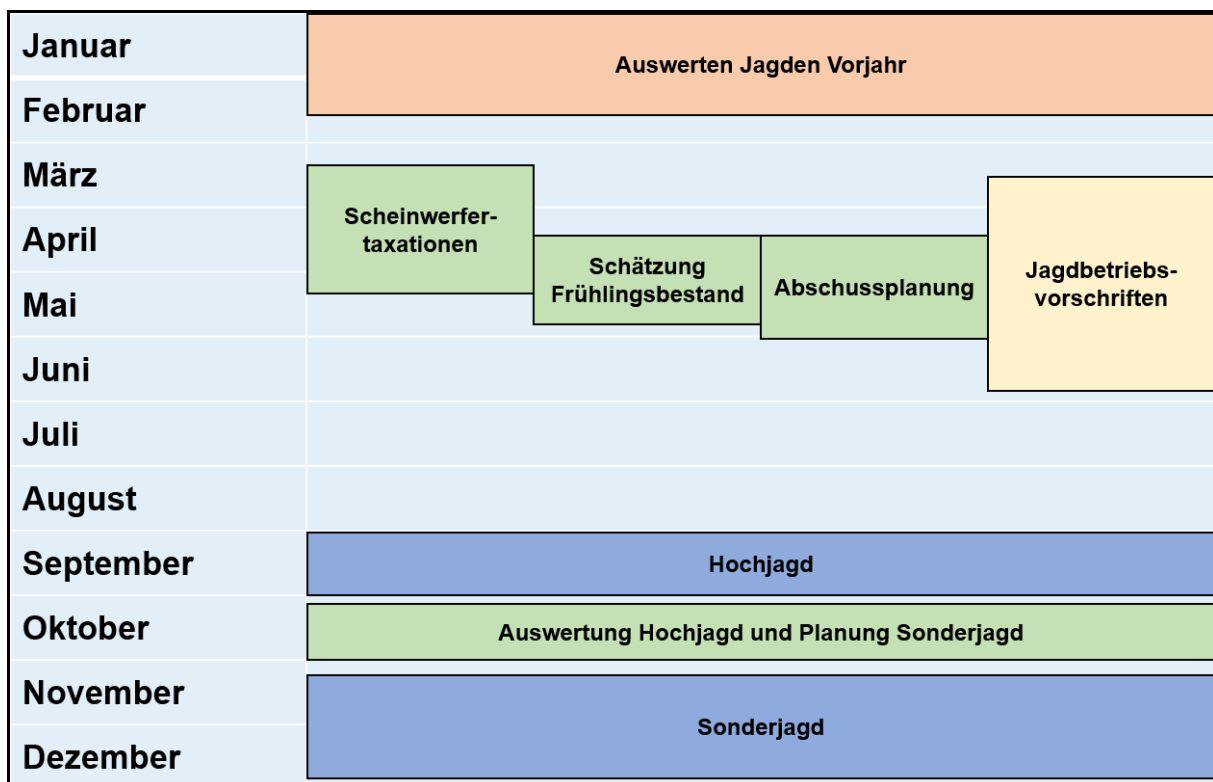 Januar
Auswerten Jagden Vorjahr
Februar
März
Scheinwerfer-
taxationen
April
Schätzung
Frühlingsbestand
Abschussplanung
Jagdbetriebs-
vorschriften
Mai
Juni
Juli
August
September
Hochjagd
Oktober
Auswertung Hochjagd und Planung Sonderjagd
November
Sonderjagd
Dezember